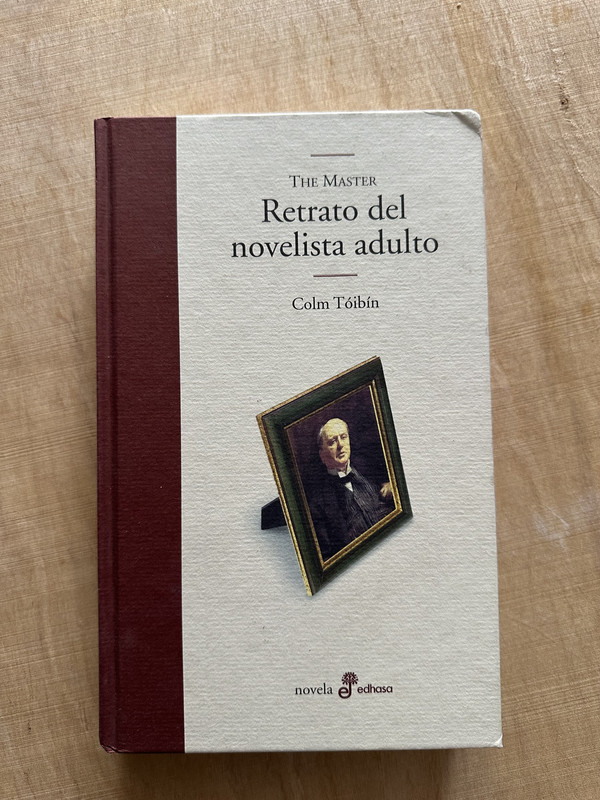 The Master
Retrato del
novelista adulto
Colm Tóibín
novela edhasa